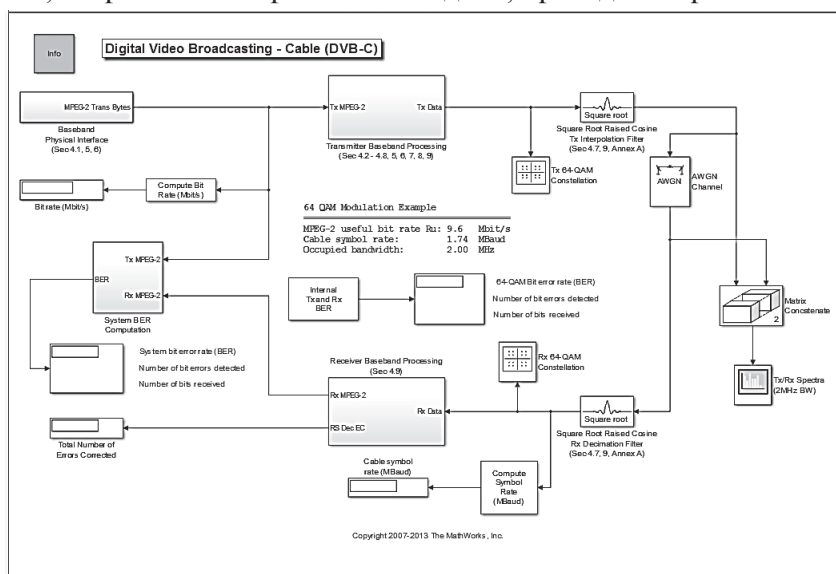 Info
Digital Video Broadcasting - Cable (DVB-C)
MPEG-2 Trans Bytes
Baseband
Physical Interface
(Sec 4.1, 5, 6)
Tx MPEG-2
Tx Data
Transmitter Baseband Processing
(Sec 4.2 - 4.8, 5, 6, 7, 8, 9)
Square root
Square Root Raised Cosine
Tx Interpolation Filter
(Sec 4.7, 9, Annex A)
Tx 64-QAM
Constellation
AWGN
AWGN
Channel
Bit rate (Mbit/s)
Compute Bit
Rate (Mbit/s)
64 QAM Modulation Example
MPEG-2 useful bit rate Ru: 9.6 Mbit/s
Cable symbol rate: 1.74 MBaud
Occupied bandwidth: 2.00 MHz
Tx MPEG-2
BER
Rx MPEG-2
System BER
Computation
Internal
Tx and Rx
BER
64-QAM Bit error rate (BER)
Number of bit errors detected
Number of bits received
2
Matrix
Concatenate
System bit error rate (BER)
Number of bit errors detected
Number of bits received
Receiver Baseband Processing
(Sec 4.9)
Rx MPEG-2
Rx Data
RS Dec EC
Rx 64-QAM
Constellation
Tx/Rx Spectra
(2MHz BW)
Square root
Square Root Raised Cosine
Rx Decimation Filter
(Sec 4.7, 9, Annex A)
Total Number of
Errors Corrected
Cable symbol
rate (MBaud)
Compute
Symbol
Rate
(MBaud)
Copyright 2007-2013 The MathWorks, Inc.